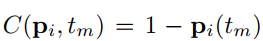 C(𝐩ᵢ, tₘ) = 1 − 𝐩ᵢ(tₘ)